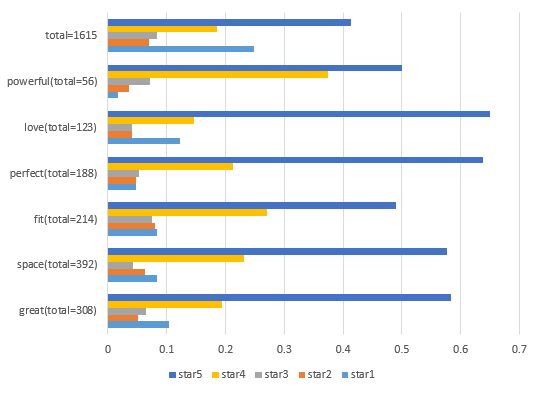 total=1615
powerful(total=56)
love(total=123)
perfect(total=188)
fit(total=214)
space(total=392)
great(total=308)
0 0.1 0.2 0.3 0.4 0.5 0.6 0.7
star5 star4 star3 star2 star1